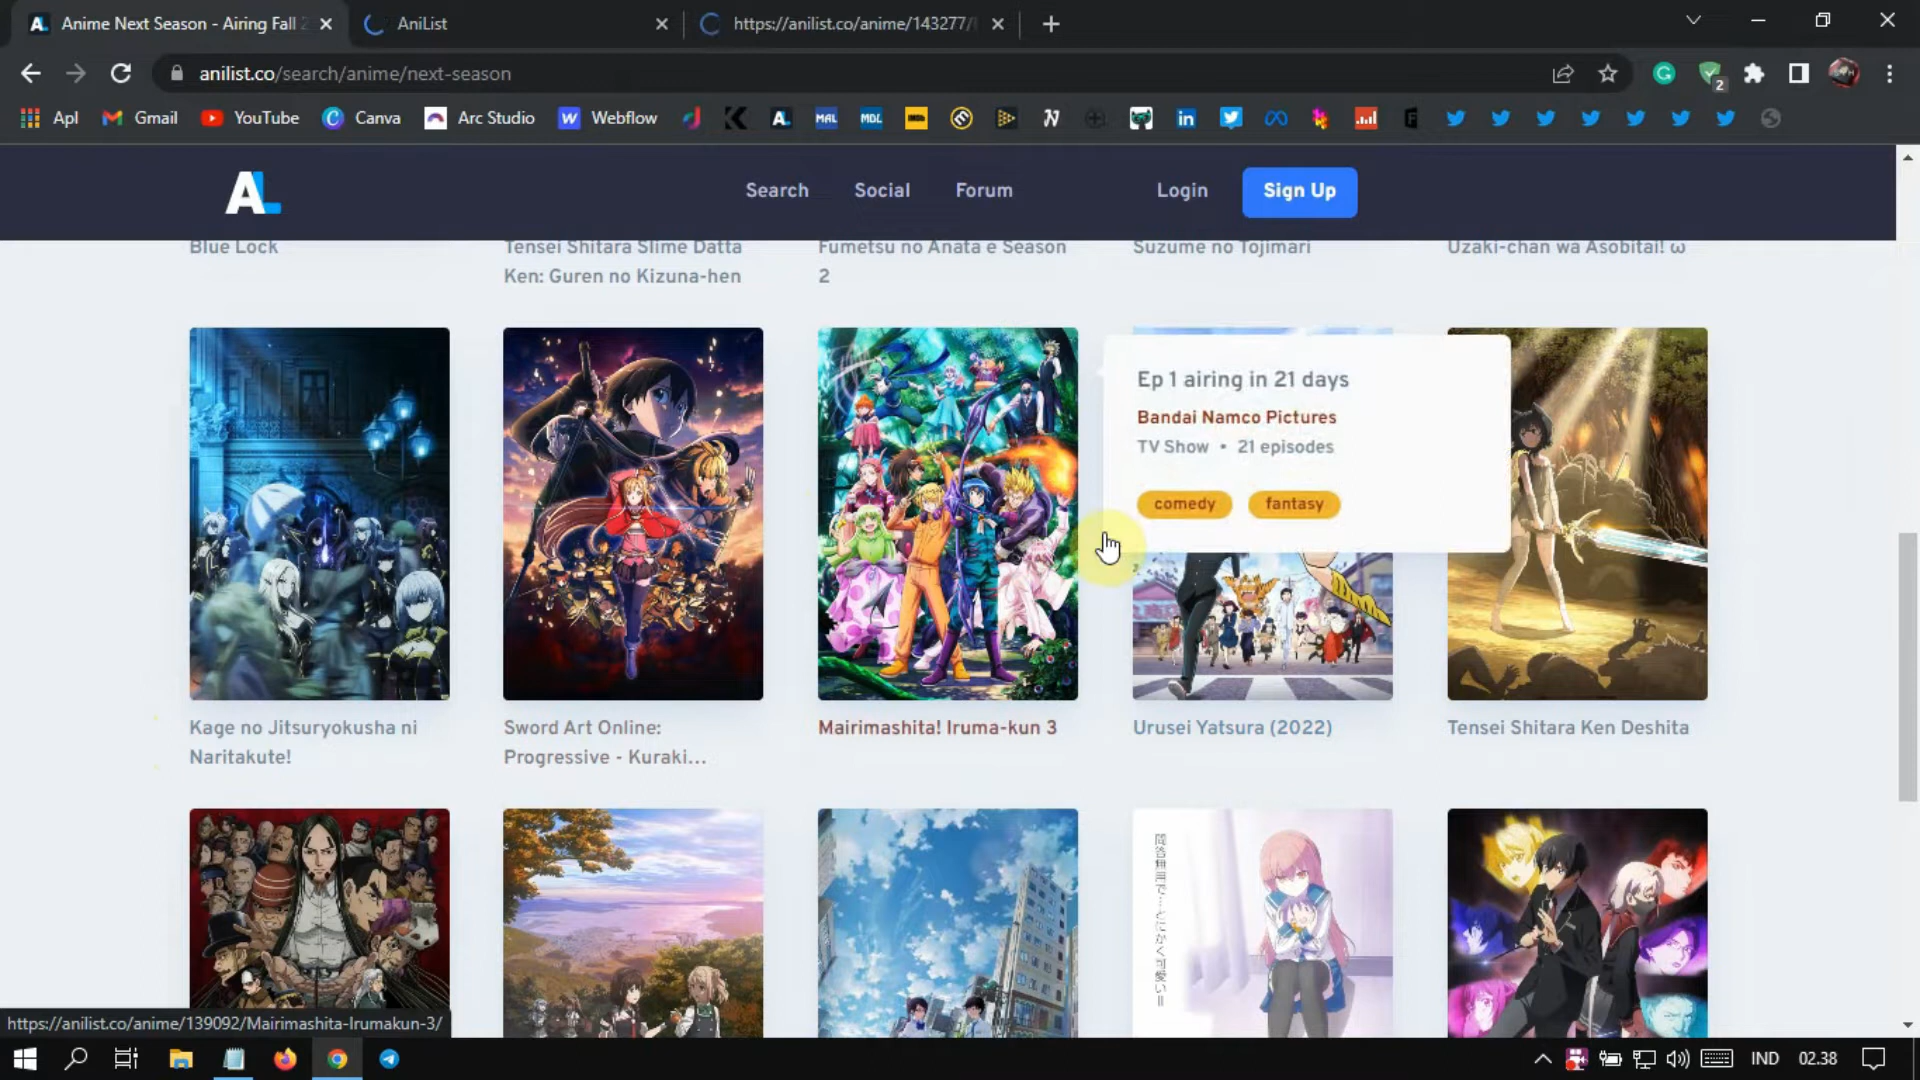 Anime Next Season - Airing Fall 2
AniList
https://anilist.co/anime/143277/
anilist.co/search/anime/next-season
2
Apl
Gmail
YouTube
Canva
Arc Studio
Webflow
MAL
MDL
AL
Search
Social
Forum
Login
Sign Up
Blue Lock
Tensei Shitara Slime Datta
Ken: Guren no Kizuna-hen
Fumetsu no Anata e Season
2
Suzume no Tojimari
Uzaki-chan wa Asobitai! ω
Ep 1 airing in 21 days
Bandai Namco Pictures
TV Show • 21 episodes
comedy
fantasy
Kage no Jitsuryokusha ni
Naritakute!
Sword Art Online:
Progressive - Kuraki...
Mairimashita! Iruma-kun 3
Urusei Yatsura (2022)
Tensei Shitara Ken Deshita
https://anilist.co/anime/139092/Mairimashita-Irumakun-3/
IND
02.38